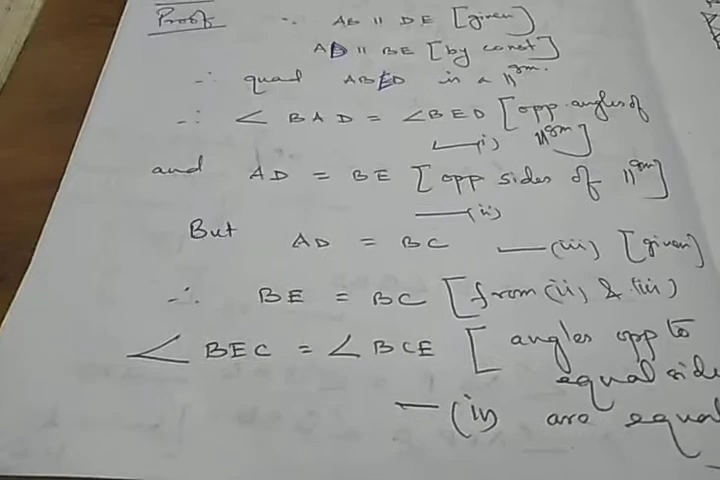 Proof ∵ AB || DE [given]
AD || BE [by const]
∴ quad ABED is a ||gm.
∴ ∠BAD = ∠BED [opp. angles of
—(i) ||gm]
and AD = BE [opp sides of ||gm]
—(ii)
But AD = BC —(iii) [given]
∴ BE = BC [from (ii) & (iii)
∠BEC = ∠BCE [angles opp to
equal side
—(iv) are equal